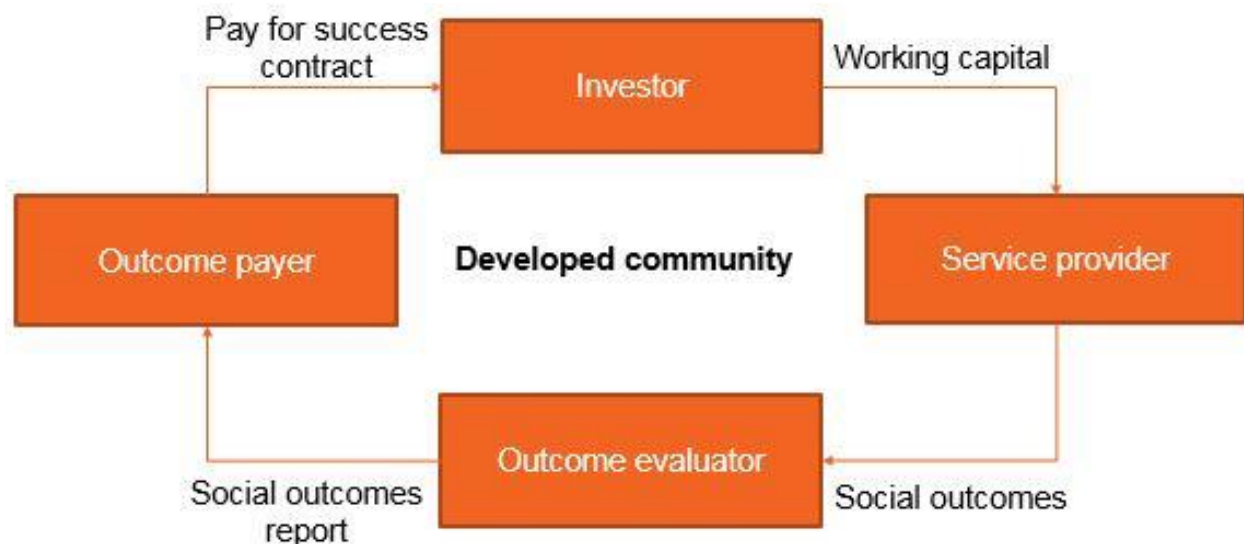 Pay for success
contract
Investor
Working capital
Outcome payer
Developed community
Service provider
Outcome evaluator
Social outcomes
report
Social outcomes